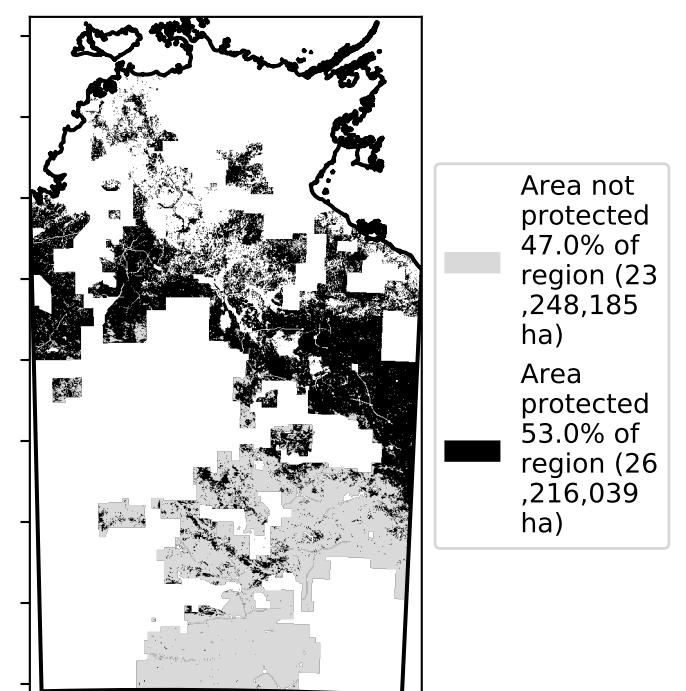 Area not
protected
47.0% of
region (23
,248,185
ha)
Area
protected
53.0% of
region (26
,216,039
ha)